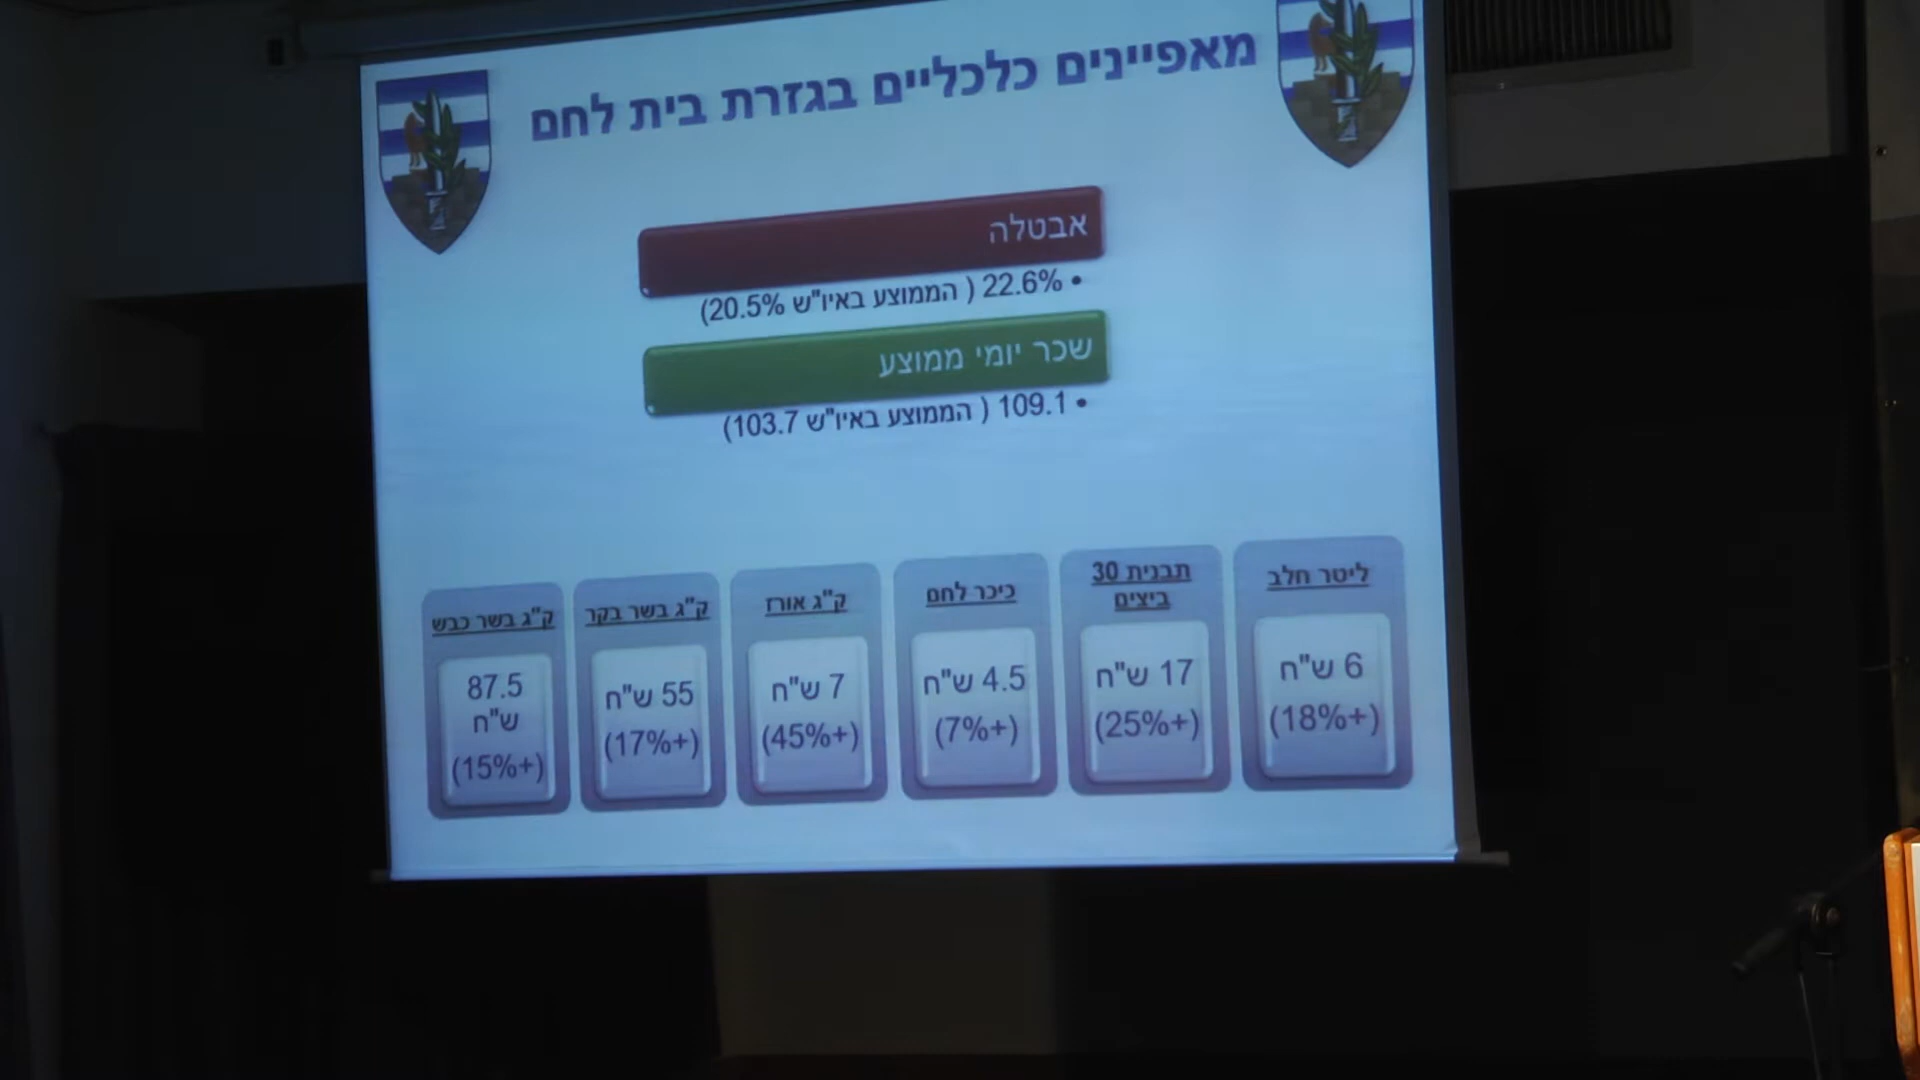 מאפיינים כלכליים בגזרת בית לחם
אבטלה
• 22.6% ( הממוצע באיו"ש 20.5%)
שכר יומי ממוצע
• 109.1 ( הממוצע באיו"ש 103.7)
ליטר חלב
6 ש"ח
(+18%)
תבנית 30
ביצים
17 ש"ח
(+25%)
כיכר לחם
4.5 ש"ח
(+7%)
ק"ג אורז
7 ש"ח
(+45%)
ק"ג בשר בקר
55 ש"ח
(+17%)
ק"ג בשר כבש
87.5
ש"ח
(+15%)